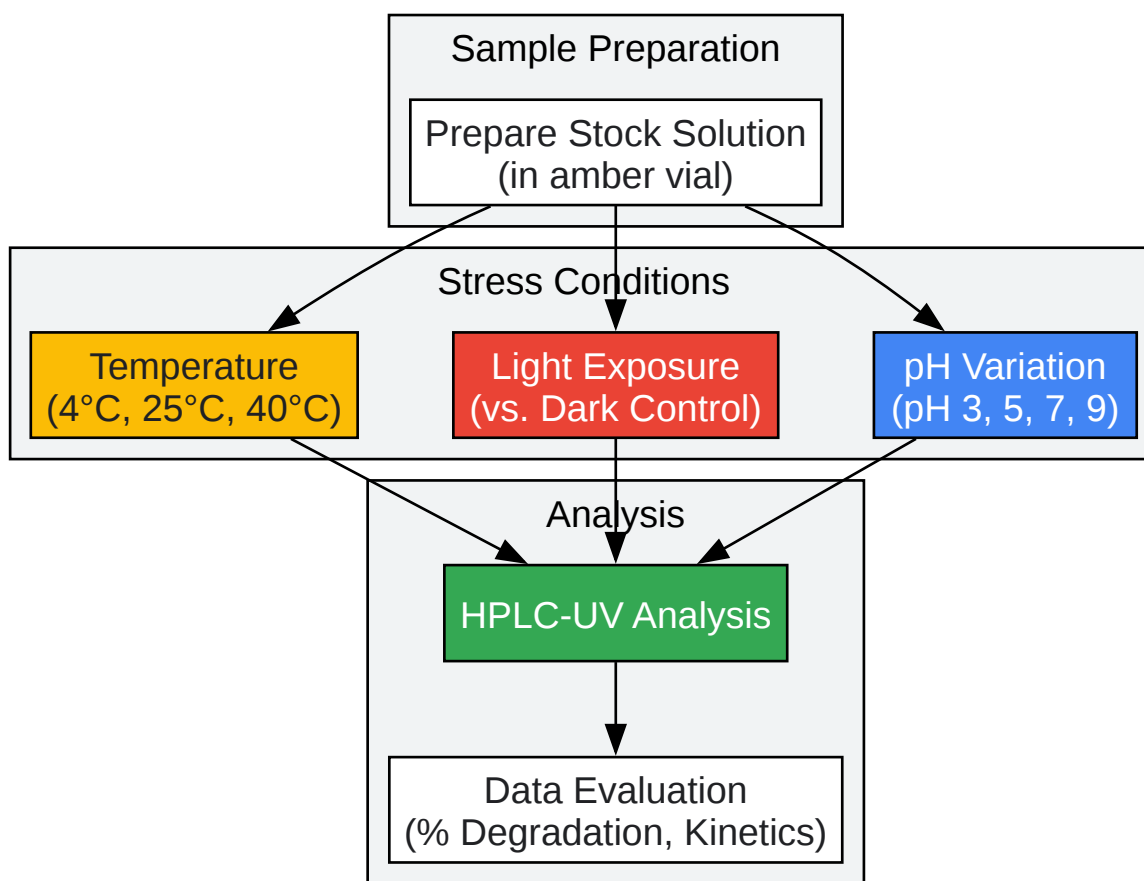 Sample Preparation
Prepare Stock Solution
(in amber vial)
Stress Conditions
Temperature
(4°C, 25°C, 40°C)
Light Exposure
(vs. Dark Control)
pH Variation
(pH 3, 5, 7, 9)
Analysis
HPLC-UV Analysis
Data Evaluation
(% Degradation, Kinetics)